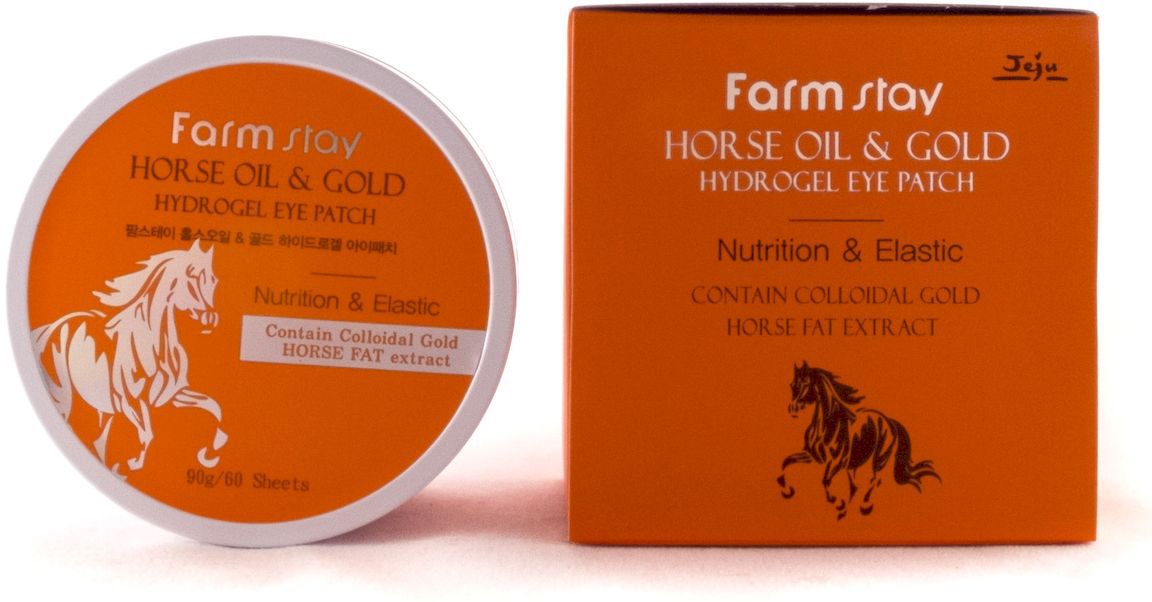 Farm stay
HORSE OIL & GOLD
HYDROGEL EYE PATCH
팜스테이 홀스오일 & 골드 하이드로겔 아이패치
Nutrition & Elastic
Contain Colloidal Gold
HORSE FAT extract
90g/60 Sheets
Jeju
Farm stay
HORSE OIL & GOLD
HYDROGEL EYE PATCH
Nutrition & Elastic
CONTAIN COLLOIDAL GOLD
HORSE FAT EXTRACT